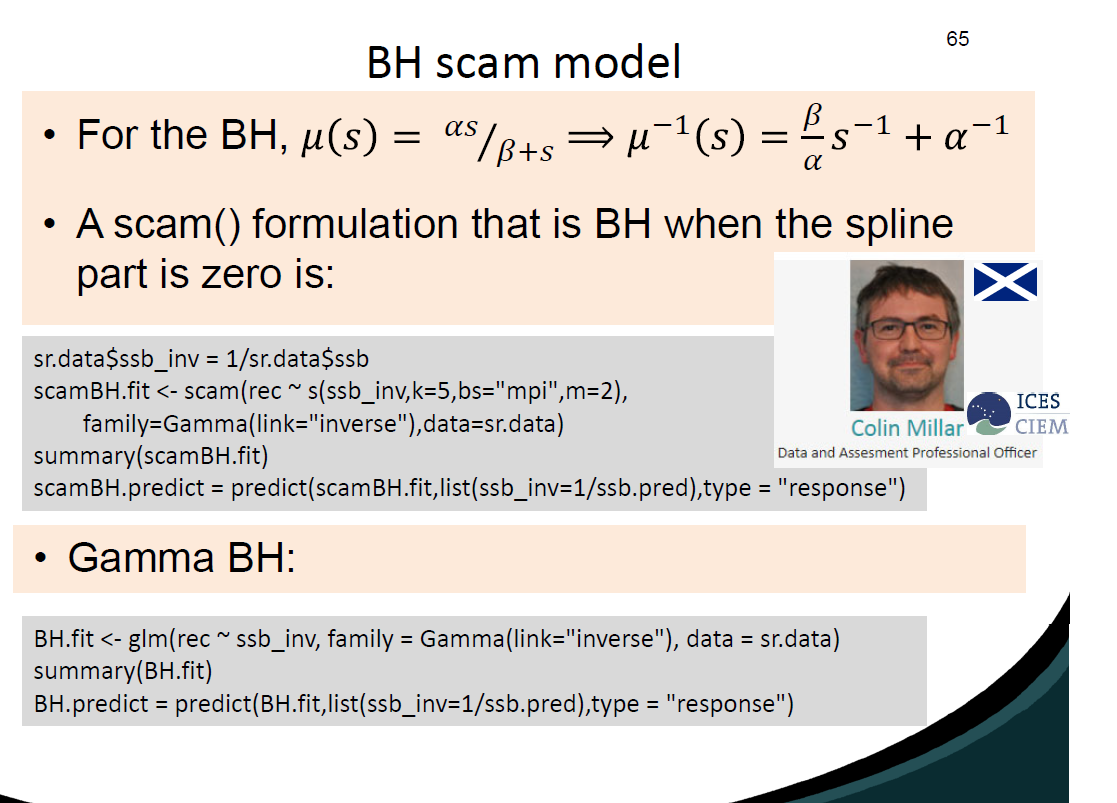 65
BH scam model
• For the BH, μ(s) = αs/β+s ⟹ μ⁻¹(s) = β/α s⁻¹ + α⁻¹
• A scam() formulation that is BH when the spline
part is zero is:
sr.data$ssb_inv = 1/sr.data$ssb
scamBH.fit <- scam(rec ~ s(ssb_inv,k=5,bs="mpi",m=2),
family=Gamma(link="inverse"),data=sr.data)
summary(scamBH.fit)
scamBH.predict = predict(scamBH.fit,list(ssb_inv=1/ssb.pred),type = "response")
ICES
CIEM
Colin Millar
Data and Assesment Professional Officer
• Gamma BH:
BH.fit <- glm(rec ~ ssb_inv, family = Gamma(link="inverse"), data = sr.data)
summary(BH.fit)
BH.predict = predict(BH.fit,list(ssb_inv=1/ssb.pred),type = "response")